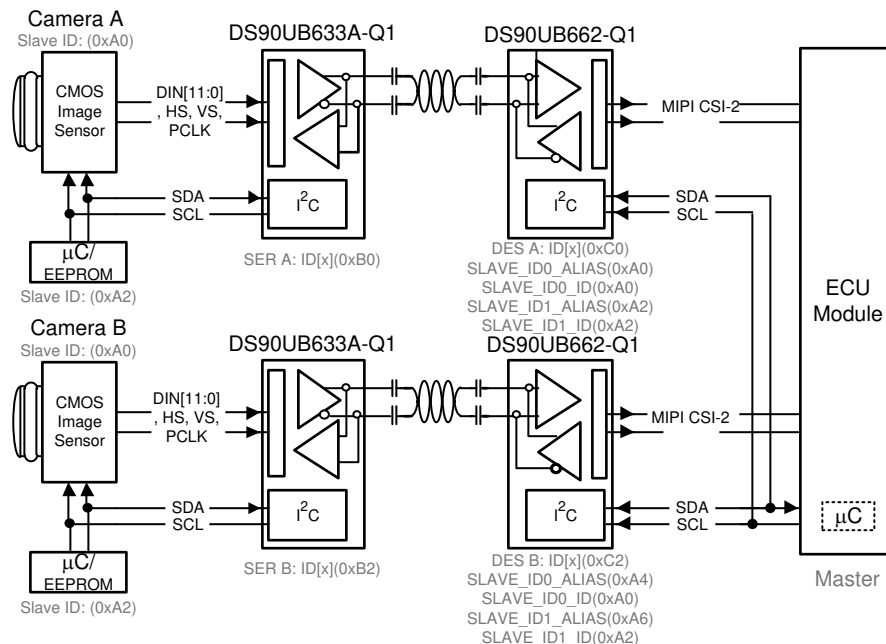 Camera A
Slave ID: (0xA0)
DS90UB633A-Q1
DS90UB662-Q1
CMOS
Image
Sensor
DIN[11:0]
, HS, VS,
PCLK
MIPI CSI-2
SDA
SCL
I²C
I²C
SDA
SCL
µC/
EEPROM
Slave ID: (0xA2)
SER A: ID[x](0xB0)
DES A: ID[x](0xC0)
SLAVE_ID0_ALIAS(0xA0)
SLAVE_ID0_ID(0xA0)
SLAVE_ID1_ALIAS(0xA2)
SLAVE_ID1_ID(0xA2)
ECU
Module
Camera B
Slave ID: (0xA0)
DS90UB633A-Q1
DS90UB662-Q1
CMOS
Image
Sensor
DIN[11:0]
, HS, VS,
PCLK
MIPI CSI-2
SDA
SCL
I²C
I²C
SDA
SCL
µC
µC/
EEPROM
Slave ID: (0xA2)
SER B: ID[x](0xB2)
DES B: ID[x](0xC2)
SLAVE_ID0_ALIAS(0xA4)
SLAVE_ID0_ID(0xA0)
SLAVE_ID1_ALIAS(0xA6)
SLAVE_ID1_ID(0xA2)
Master